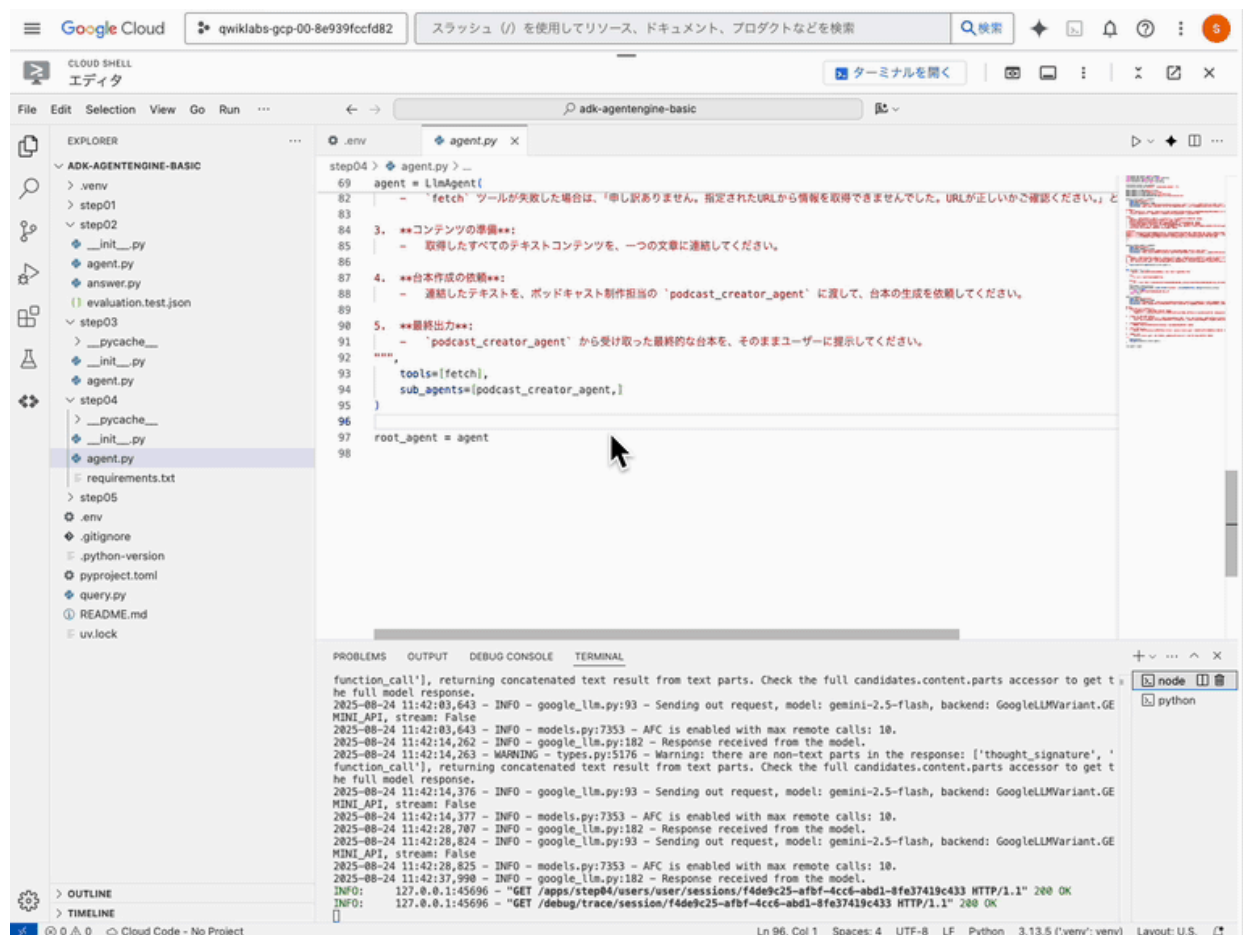 Google Cloud
qwiklabs-gcp-00-8e939fccfd82
スラッシュ (/) を使用してリソース、ドキュメント、プロダクトなどを検索
検索
S
CLOUD SHELL
エディタ
ターミナルを開く
File Edit Selection View Go Run ···
adk-agentengine-basic
EXPLORER
ADK-AGENTENGINE-BASIC
.venv
step01
step02
__init__.py
agent.py
answer.py
evaluation.test.json
step03
__pycache__
__init__.py
agent.py
step04
__pycache__
__init__.py
agent.py
requirements.txt
step05
.env
.gitignore
.python-version
pyproject.toml
query.py
README.md
uv.lock
OUTLINE
TIMELINE
.env
agent.py
step04 > agent.py > ...
69 agent = LlmAgent(
82 - `fetch` ツールが失敗した場合は、「申し訳ありません。指定されたURLから情報を取得できませんでした。URLが正しいかご確認ください。」と
83
84 3. **コンテンツの準備**:
85 - 取得したすべてのテキストコンテンツを、一つの文章に連結してください。
86
87 4. **台本作成の依頼**:
88 - 連結したテキストを、ポッドキャスト制作担当の `podcast_creator_agent` に渡して、台本の生成を依頼してください。
89
90 5. **最終出力**:
91 - `podcast_creator_agent` から受け取った最終的な台本を、そのままユーザーに提示してください。
92 """,
93 tools=[fetch],
94 sub_agents=[podcast_creator_agent,]
95 )
96
97 root_agent = agent
98
PROBLEMS OUTPUT DEBUG CONSOLE TERMINAL
function_call'], returning concatenated text result from text parts. Check the full candidates.content.parts accessor to get t
he full model response.
2025-08-24 11:42:03,643 - INFO - google_llm.py:93 - Sending out request, model: gemini-2.5-flash, backend: GoogleLLMVariant.GE
MINI_API, stream: False
2025-08-24 11:42:03,643 - INFO - models.py:7353 - AFC is enabled with max remote calls: 10.
2025-08-24 11:42:14,262 - INFO - google_llm.py:182 - Response received from the model.
2025-08-24 11:42:14,263 - WARNING - types.py:5176 - Warning: there are non-text parts in the response: ['thought_signature', '
function_call'], returning concatenated text result from text parts. Check the full candidates.content.parts accessor to get t
he full model response.
2025-08-24 11:42:14,376 - INFO - google_llm.py:93 - Sending out request, model: gemini-2.5-flash, backend: GoogleLLMVariant.GE
MINI_API, stream: False
2025-08-24 11:42:14,377 - INFO - models.py:7353 - AFC is enabled with max remote calls: 10.
2025-08-24 11:42:28,707 - INFO - google_llm.py:182 - Response received from the model.
2025-08-24 11:42:28,824 - INFO - google_llm.py:93 - Sending out request, model: gemini-2.5-flash, backend: GoogleLLMVariant.GE
MINI_API, stream: False
2025-08-24 11:42:28,825 - INFO - models.py:7353 - AFC is enabled with max remote calls: 10.
2025-08-24 11:42:37,990 - INFO - google_llm.py:182 - Response received from the model.
INFO: 127.0.0.1:45696 - "GET /apps/step04/users/user/sessions/f4de9c25-afbf-4cc6-abd1-8fe37419c433 HTTP/1.1" 200 OK
INFO: 127.0.0.1:45696 - "GET /debug/trace/session/f4de9c25-afbf-4cc6-abd1-8fe37419c433 HTTP/1.1" 200 OK
node
python
0 0 Cloud Code - No Project
Ln 96, Col 1 Spaces: 4 UTF-8 LF Python 3.13.5 ('.venv': venv) Layout: U.S.